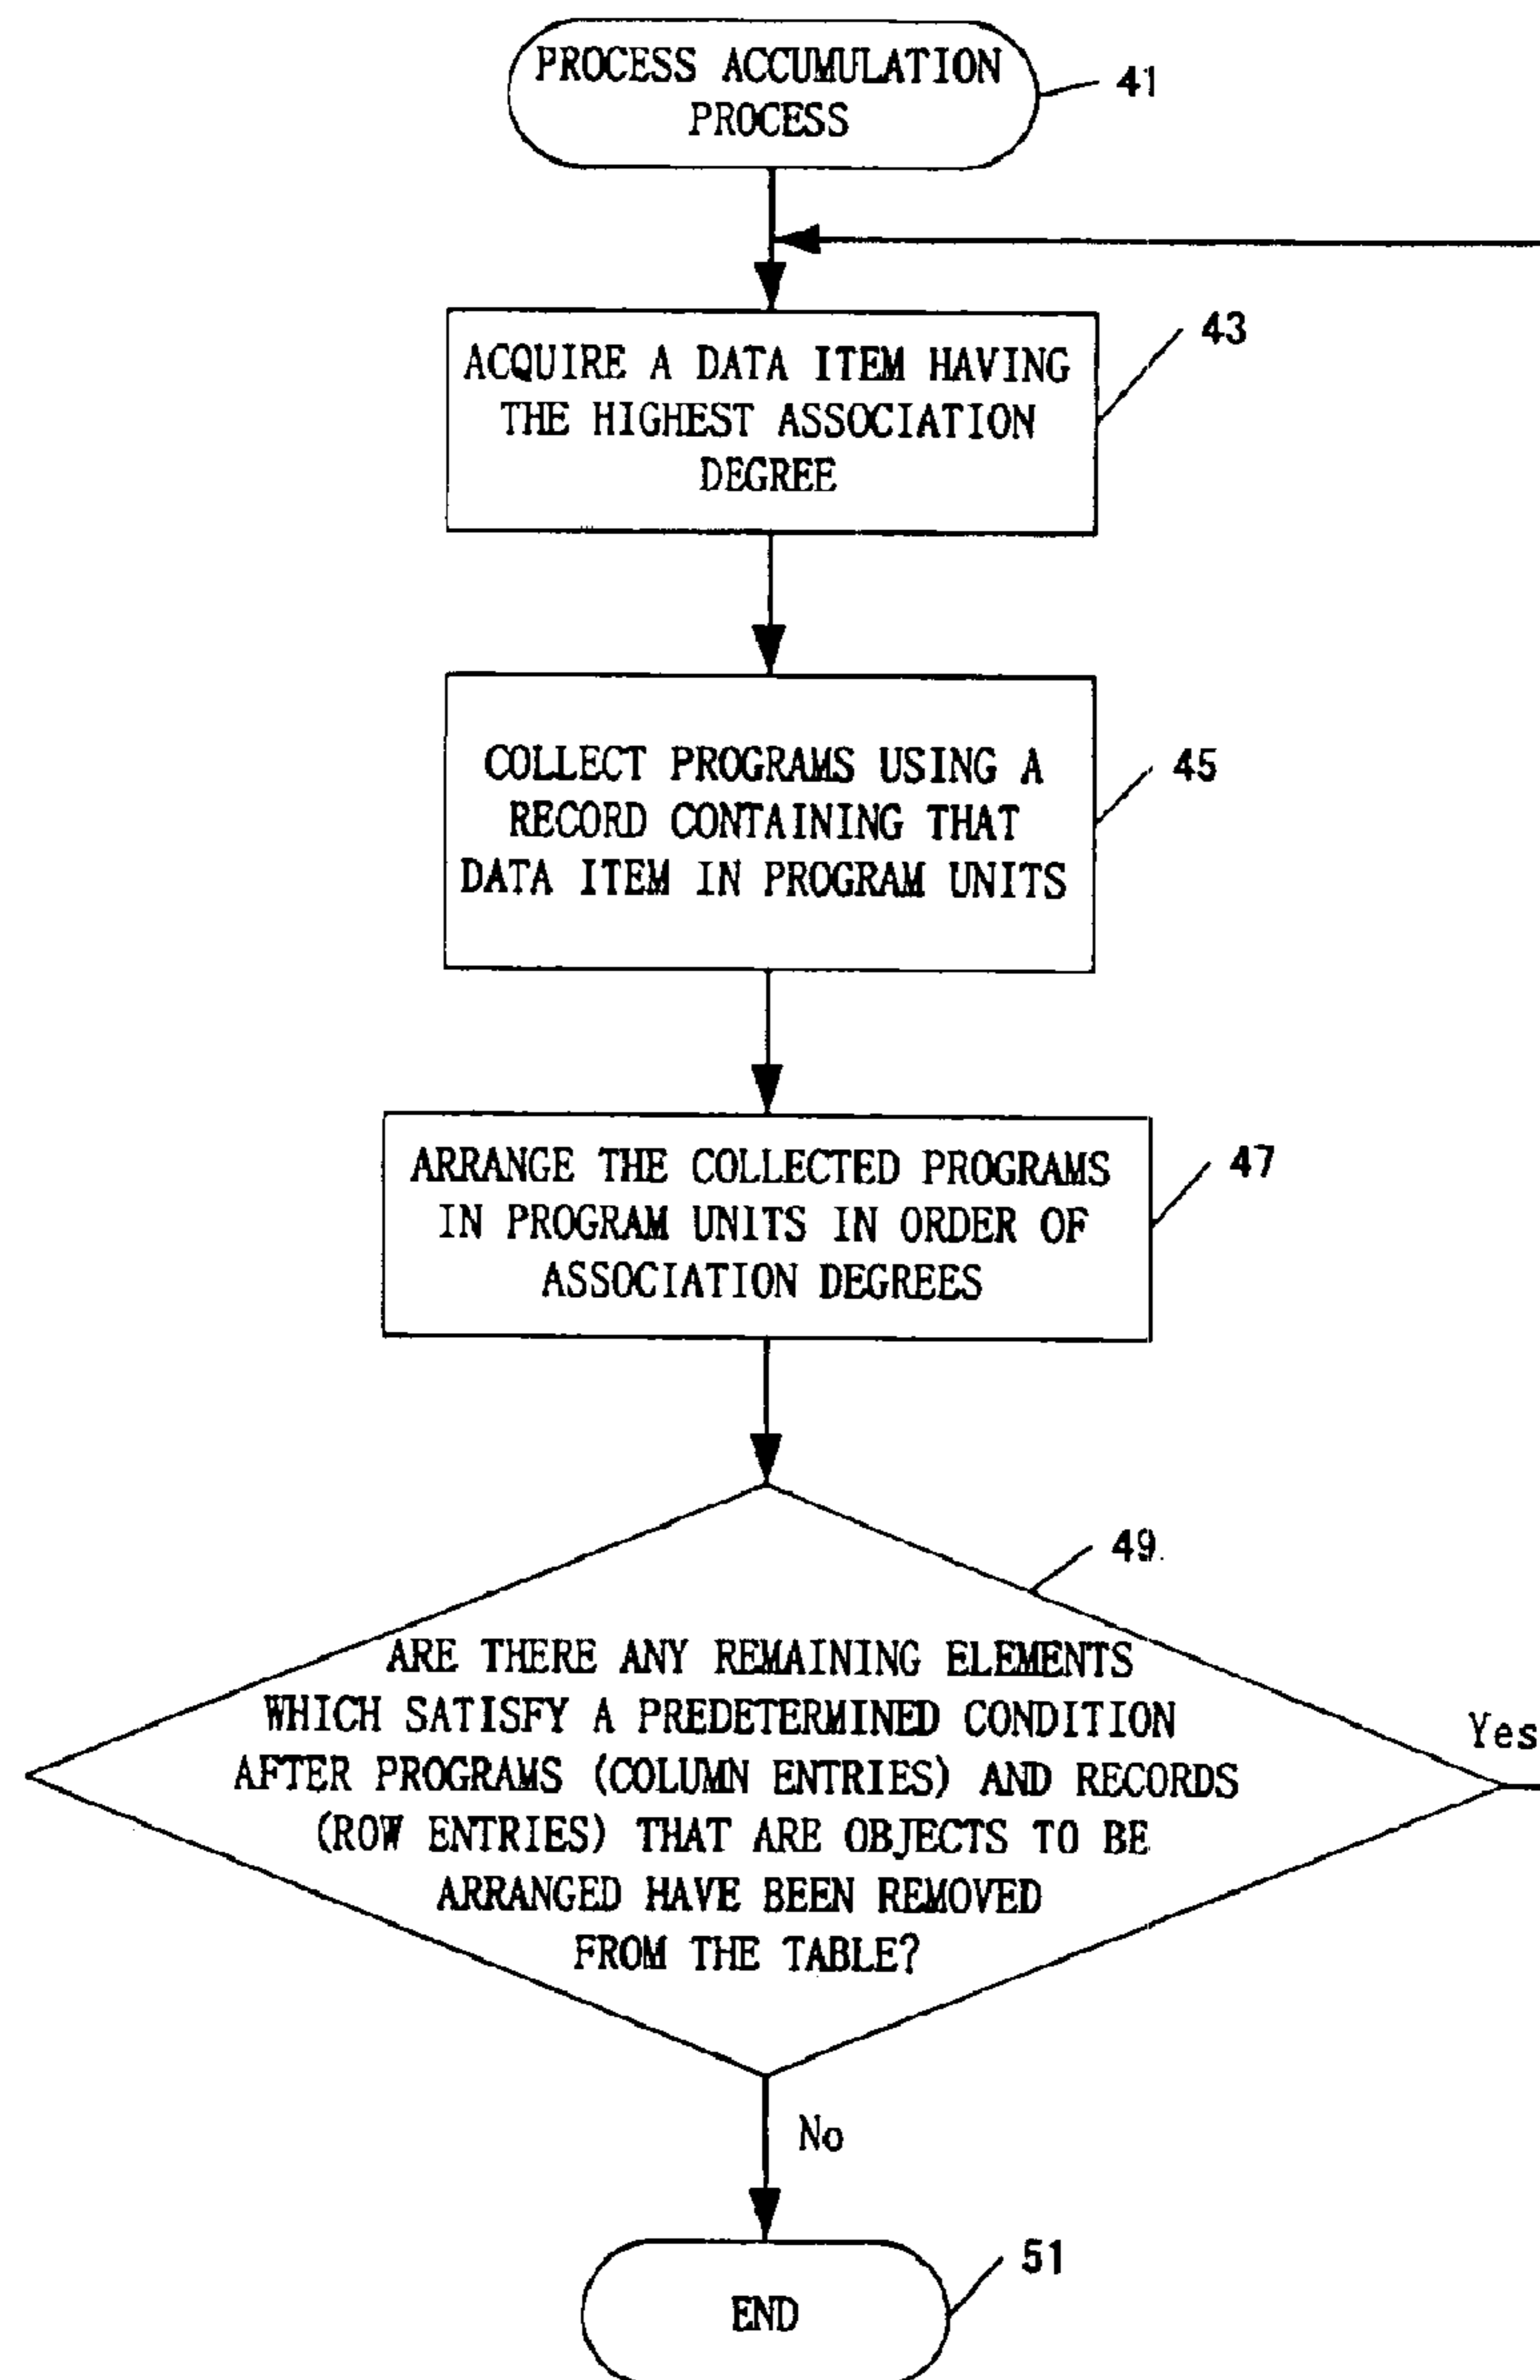 PROCESS ACCUMULATION
PROCESS
41
ACQUIRE A DATA ITEM HAVING
THE HIGHEST ASSOCIATION
DEGREE
43
COLLECT PROGRAMS USING A
RECORD CONTAINING THAT
DATA ITEM IN PROGRAM UNITS
45
ARRANGE THE COLLECTED PROGRAMS
IN PROGRAM UNITS IN ORDER OF
ASSOCIATION DEGREES
47
49
ARE THERE ANY REMAINING ELEMENTS
WHICH SATISFY A PREDETERMINED CONDITION
AFTER PROGRAMS (COLUMN ENTRIES) AND RECORDS
(ROW ENTRIES) THAT ARE OBJECTS TO BE
ARRANGED HAVE BEEN REMOVED
FROM THE TABLE?
Yes
No
END
51